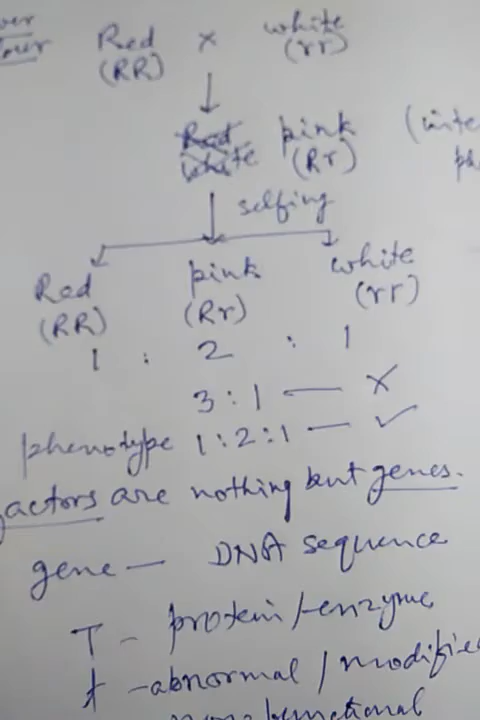 Red × white
(RR) (rr)
Red pink
white (Rr)
selfing
Red pink white
(RR) (Rr) (rr)
1 : 2 : 1
3:1 — ×
phenotype 1:2:1 — ✓
actors are nothing but genes.
gene — DNA sequence
T - protein/enzyme
t - abnormal/modifie